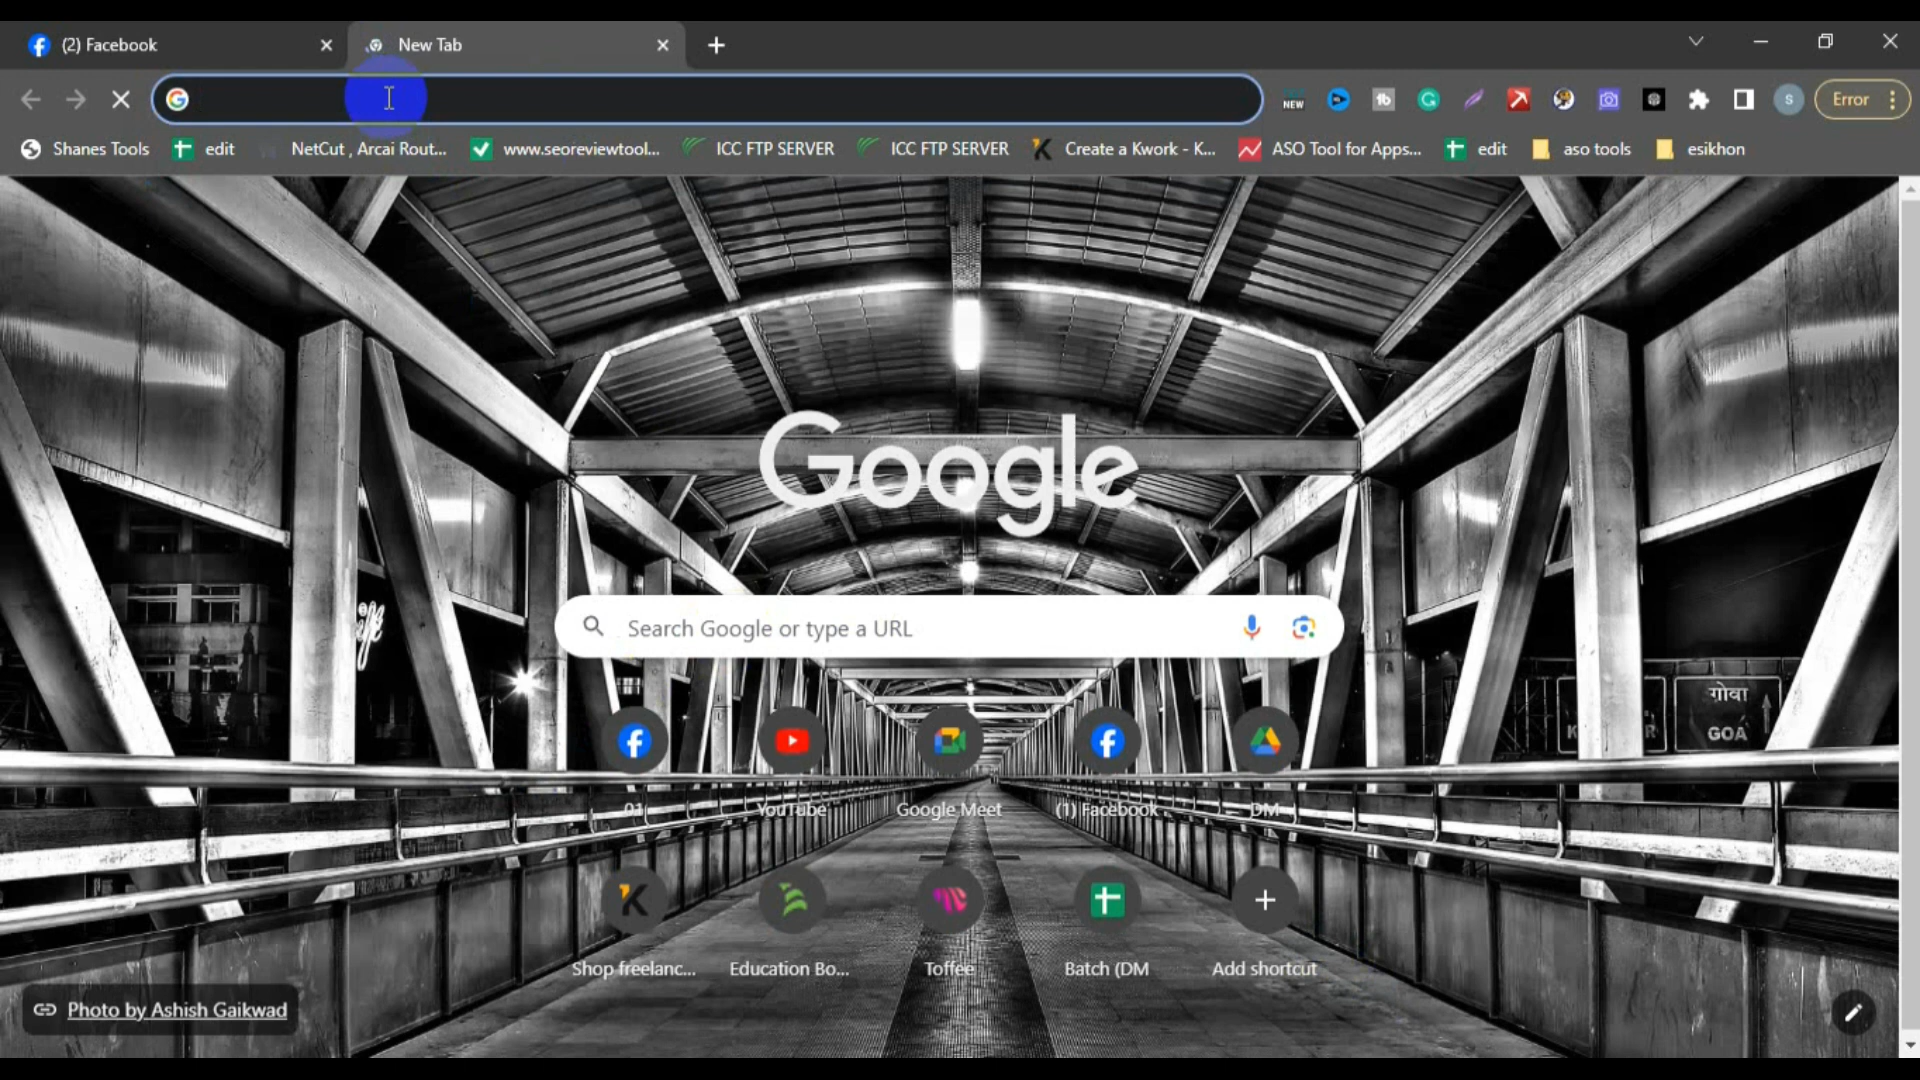 (2) Facebook
New Tab
NEW
Error
Shanes Tools
edit
NetCut , Arcai Rout...
www.seoreviewtool...
ICC FTP SERVER
ICC FTP SERVER
Create a Kwork - K...
ASO Tool for Apps...
edit
aso tools
esikhon
Google
Search Google or type a URL
गोवा
GOA
01
YouTube
Google Meet
(1) Facebook
DM
Shop freelanc...
Education Bo...
Toffee
Batch (DM
Add shortcut
Photo by Ashish Gaikwad